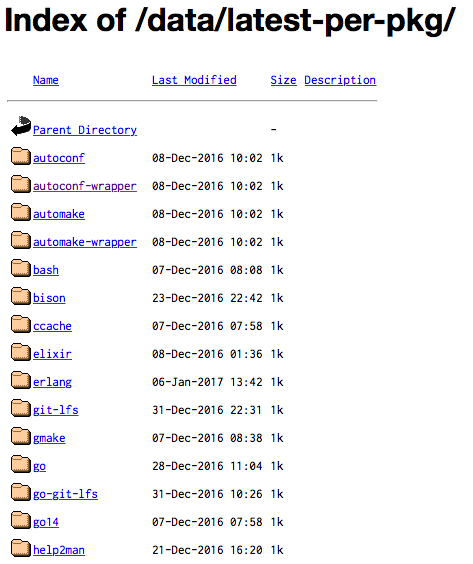 Index of /data/latest-per-pkg/
Name Last Modified Size Description
Parent Directory -
autoconf 08-Dec-2016 10:02 1k
autoconf-wrapper 08-Dec-2016 10:02 1k
automake 08-Dec-2016 10:02 1k
automake-wrapper 08-Dec-2016 10:02 1k
bash 07-Dec-2016 08:08 1k
bison 23-Dec-2016 22:42 1k
ccache 07-Dec-2016 07:58 1k
elixir 08-Dec-2016 01:36 1k
erlang 06-Jan-2017 13:42 1k
git-lfs 31-Dec-2016 22:31 1k
gmake 07-Dec-2016 08:38 1k
go 28-Dec-2016 11:04 1k
go-git-lfs 31-Dec-2016 10:26 1k
go14 07-Dec-2016 07:58 1k
help2man 21-Dec-2016 16:20 1k